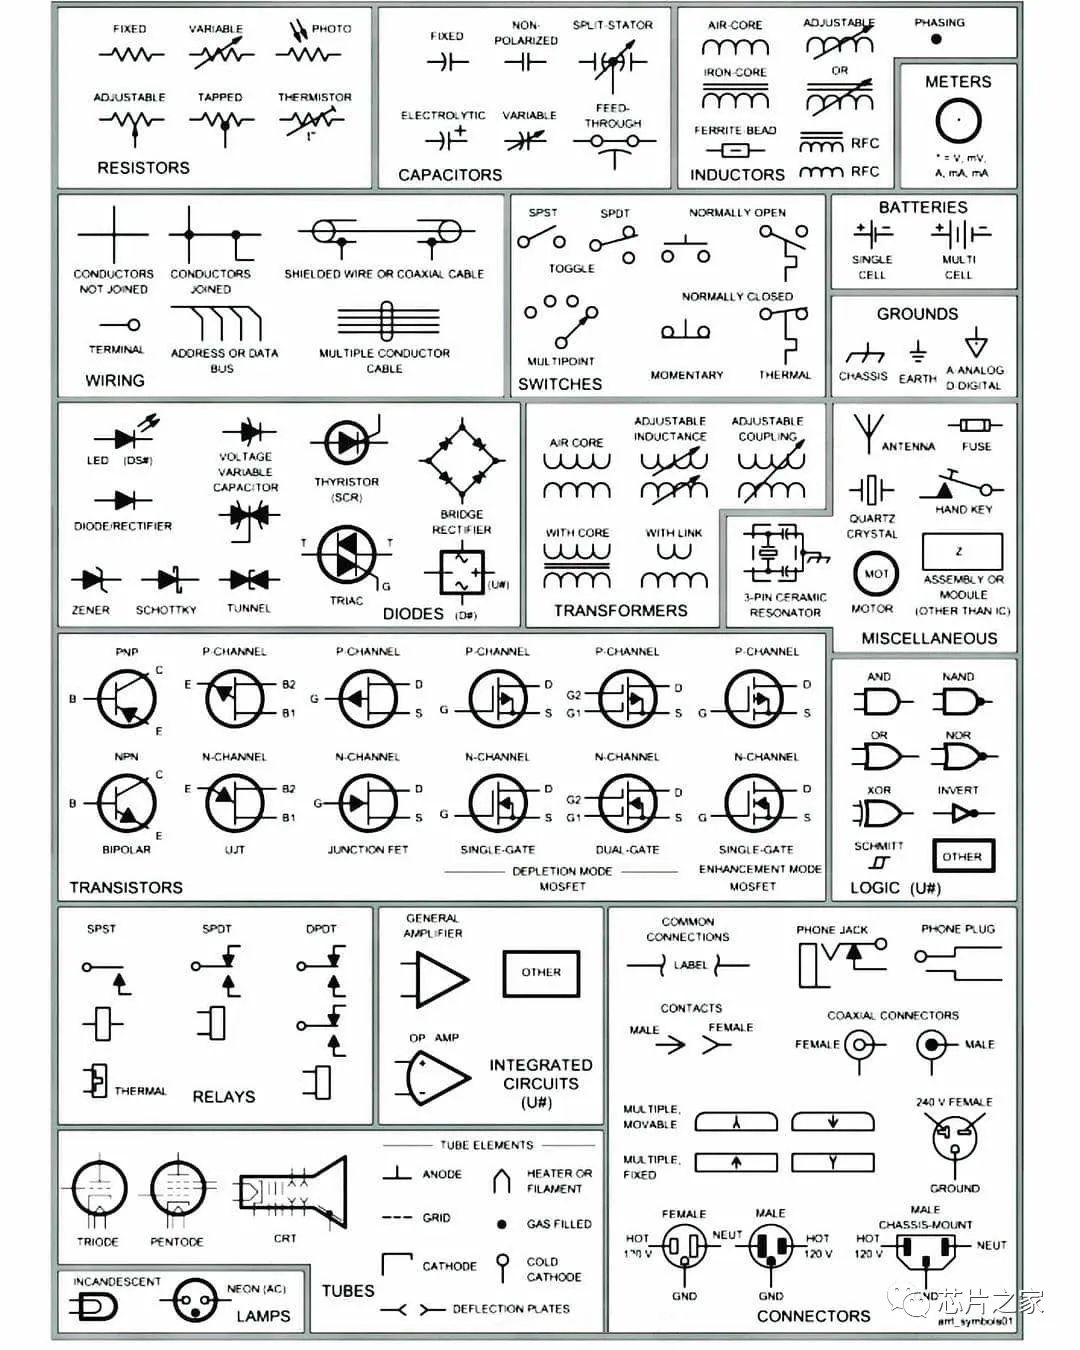 FIXED
VARIABLE
PHOTO
ADJUSTABLE
TAPPED
THERMISTOR
t°
RESISTORS
FIXED
NON-
POLARIZED
SPLIT-STATOR
ELECTROLYTIC
+
VARIABLE
FEED-
THROUGH
CAPACITORS
AIR-CORE
ADJUSTABLE
PHASING
IRON-CORE
OR
FERRITE-BEAD
RFC
RFC
INDUCTORS
METERS
* = V, mV,
A, mA, mA
CONDUCTORS
NOT JOINED
CONDUCTORS
JOINED
SHIELDED WIRE OR COAXIAL CABLE
TERMINAL
ADDRESS OR DATA
BUS
MULTIPLE CONDUCTOR
CABLE
WIRING
SPST
SPDT
NORMALLY OPEN
TOGGLE
NORMALLY CLOSED
MULTIPOINT
MOMENTARY
THERMAL
SWITCHES
BATTERIES
+
+
SINGLE
CELL
MULTI
CELL
GROUNDS
CHASSIS
EARTH
A-ANALOG
D-DIGITAL
LED (DS#)
VOLTAGE
VARIABLE
CAPACITOR
THYRISTOR
(SCR)
BRIDGE
RECTIFIER
DIODE/RECTIFIER
T T
G
TRIAC
ZENER
SCHOTTKY
TUNNEL
- +
(U#)
(D#)
DIODES
AIR CORE
ADJUSTABLE
INDUCTANCE
ADJUSTABLE
COUPLING
WITH CORE
WITH LINK
TRANSFORMERS
3-PIN CERAMIC
RESONATOR
ANTENNA
FUSE
QUARTZ
CRYSTAL
HAND KEY
MOT
MOTOR
Z
ASSEMBLY OR
MODULE
(OTHER THAN IC)
MISCELLANEOUS
PNP
P-CHANNEL
P-CHANNEL
P-CHANNEL
P-CHANNEL
P-CHANNEL
B C E
E B2 B1
G D S
G D S
G2 G1 D S
G D S
NPN
N-CHANNEL
N-CHANNEL
N-CHANNEL
N-CHANNEL
N-CHANNEL
B C E
E B2 B1
G D S
G D S
G2 G1 D S
G D S
BIPOLAR
UJT
JUNCTION FET
SINGLE-GATE
DUAL-GATE
SINGLE-GATE
DEPLETION MODE
MOSFET
ENHANCEMENT MODE
MOSFET
TRANSISTORS
AND
NAND
OR
NOR
XOR
INVERT
SCHMITT
OTHER
LOGIC (U#)
SPST
SPDT
DPDT
THERMAL
RELAYS
GENERAL
AMPLIFIER
OTHER
OP AMP
+
-
INTEGRATED
CIRCUITS
(U#)
COMMON
CONNECTIONS
LABEL
PHONE JACK
PHONE PLUG
CONTACTS
MALE
FEMALE
COAXIAL CONNECTORS
FEMALE
MALE
MULTIPLE,
MOVABLE
MULTIPLE,
FIXED
240 V FEMALE
GROUND
FEMALE
MALE
MALE
CHASSIS-MOUNT
HOT
120 V
NEUT
HOT
120 V
HOT
120 V
NEUT
GND
GND
GND
CONNECTORS
TRIODE
PENTODE
CRT
TUBE ELEMENTS
ANODE
HEATER OR
FILAMENT
GRID
GAS FILLED
CATHODE
COLD
CATHODE
DEFLECTION PLATES
TUBES
INCANDESCENT
NEON (AC)
LAMPS
芯片之家
arrl_symbols01